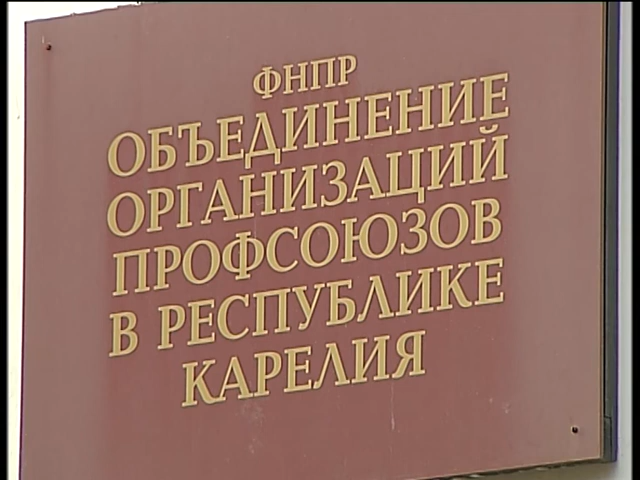 ФНПР
ОБЪЕДИНЕНИЕ
ОРГАНИЗАЦИЙ
ПРОФСОЮЗОВ
В РЕСПУБЛИКЕ
КАРЕЛИЯ